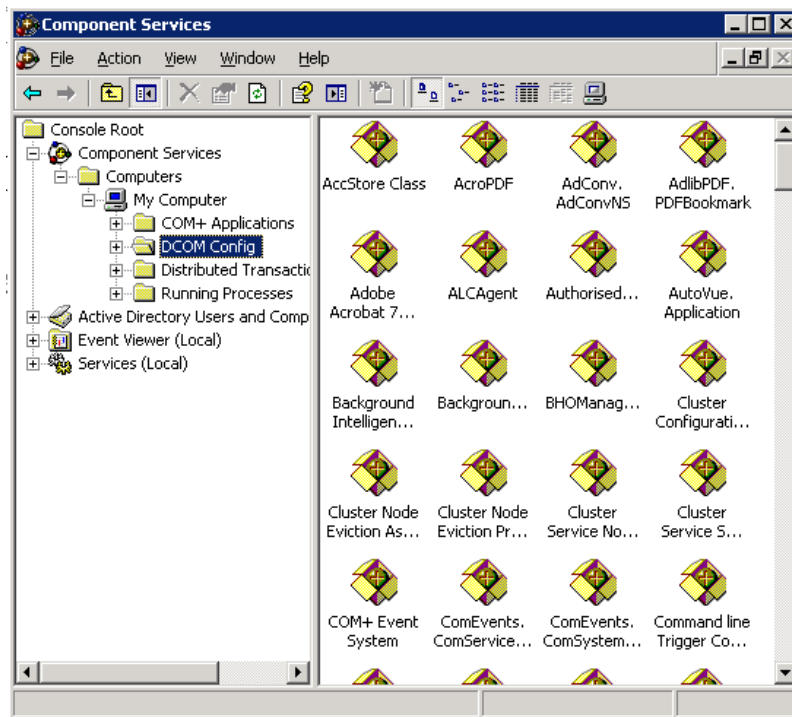 Component Services
File Action View Window Help
Console Root
Component Services
Computers
My Computer
COM+ Applications
DCOM Config
Distributed Transactio
Running Processes
Active Directory Users and Comp
Event Viewer (Local)
Services (Local)
AccStore Class AcroPDF AdConv. AdlibPDF.
AdConvNS PDFBookmark
Adobe ALCAgent Authorised... AutoVue.
Acrobat 7... Application
Background Backgroun... BHOManag... Cluster
Intelligen... Configurati...
Cluster Node Cluster Node Cluster Cluster
Eviction As... Eviction Pr... Service No... Service S...
COM+ Event ComEvents. ComEvents. Command line
System ComService... ComSystem... Trigger Co...